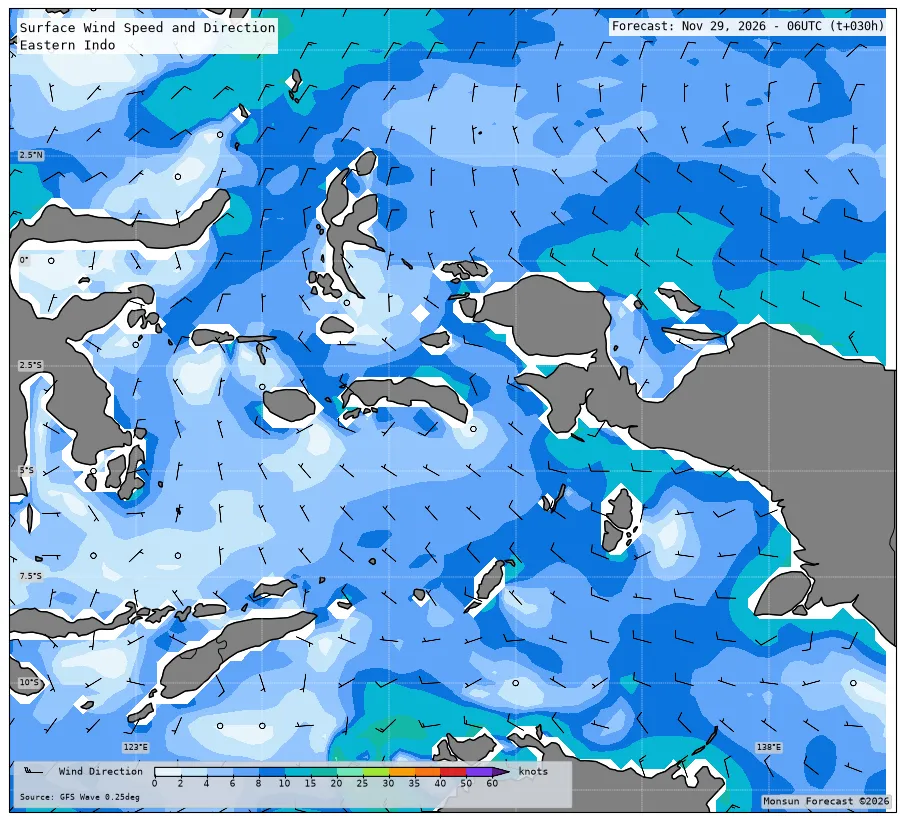 Surface Wind Speed and Direction
Eastern Indo
Forecast: Nov 29, 2026 - 06UTC (t+030h)
2.5°N
0°
2.5°S
5°S
7.5°S
10°S
123°E
138°E
Wind Direction
knots
0 2 4 6 8 10 15 20 25 30 35 40 50 60
Source: GFS Wave 0.25deg
Monsun Forecast ©2026